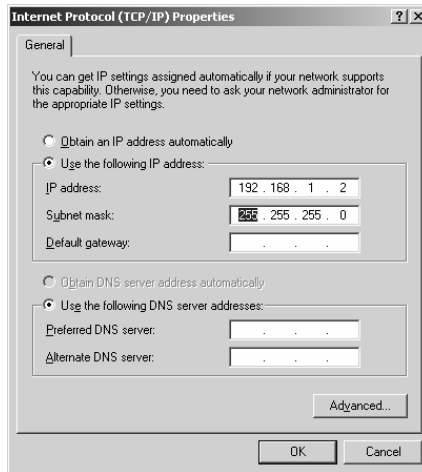 Internet Protocol (TCP/IP) Properties
General
You can get IP settings assigned automatically if your network supports
this capability. Otherwise, you need to ask your network administrator for
the appropriate IP settings.
Obtain an IP address automatically
Use the following IP address:
IP address: 192 . 168 . 1 . 2
Subnet mask: 255 . 255 . 255 . 0
Default gateway: . . .
Obtain DNS server address automatically
Use the following DNS server addresses:
Preferred DNS server: . . .
Alternate DNS server: . . .
Advanced...
OK Cancel